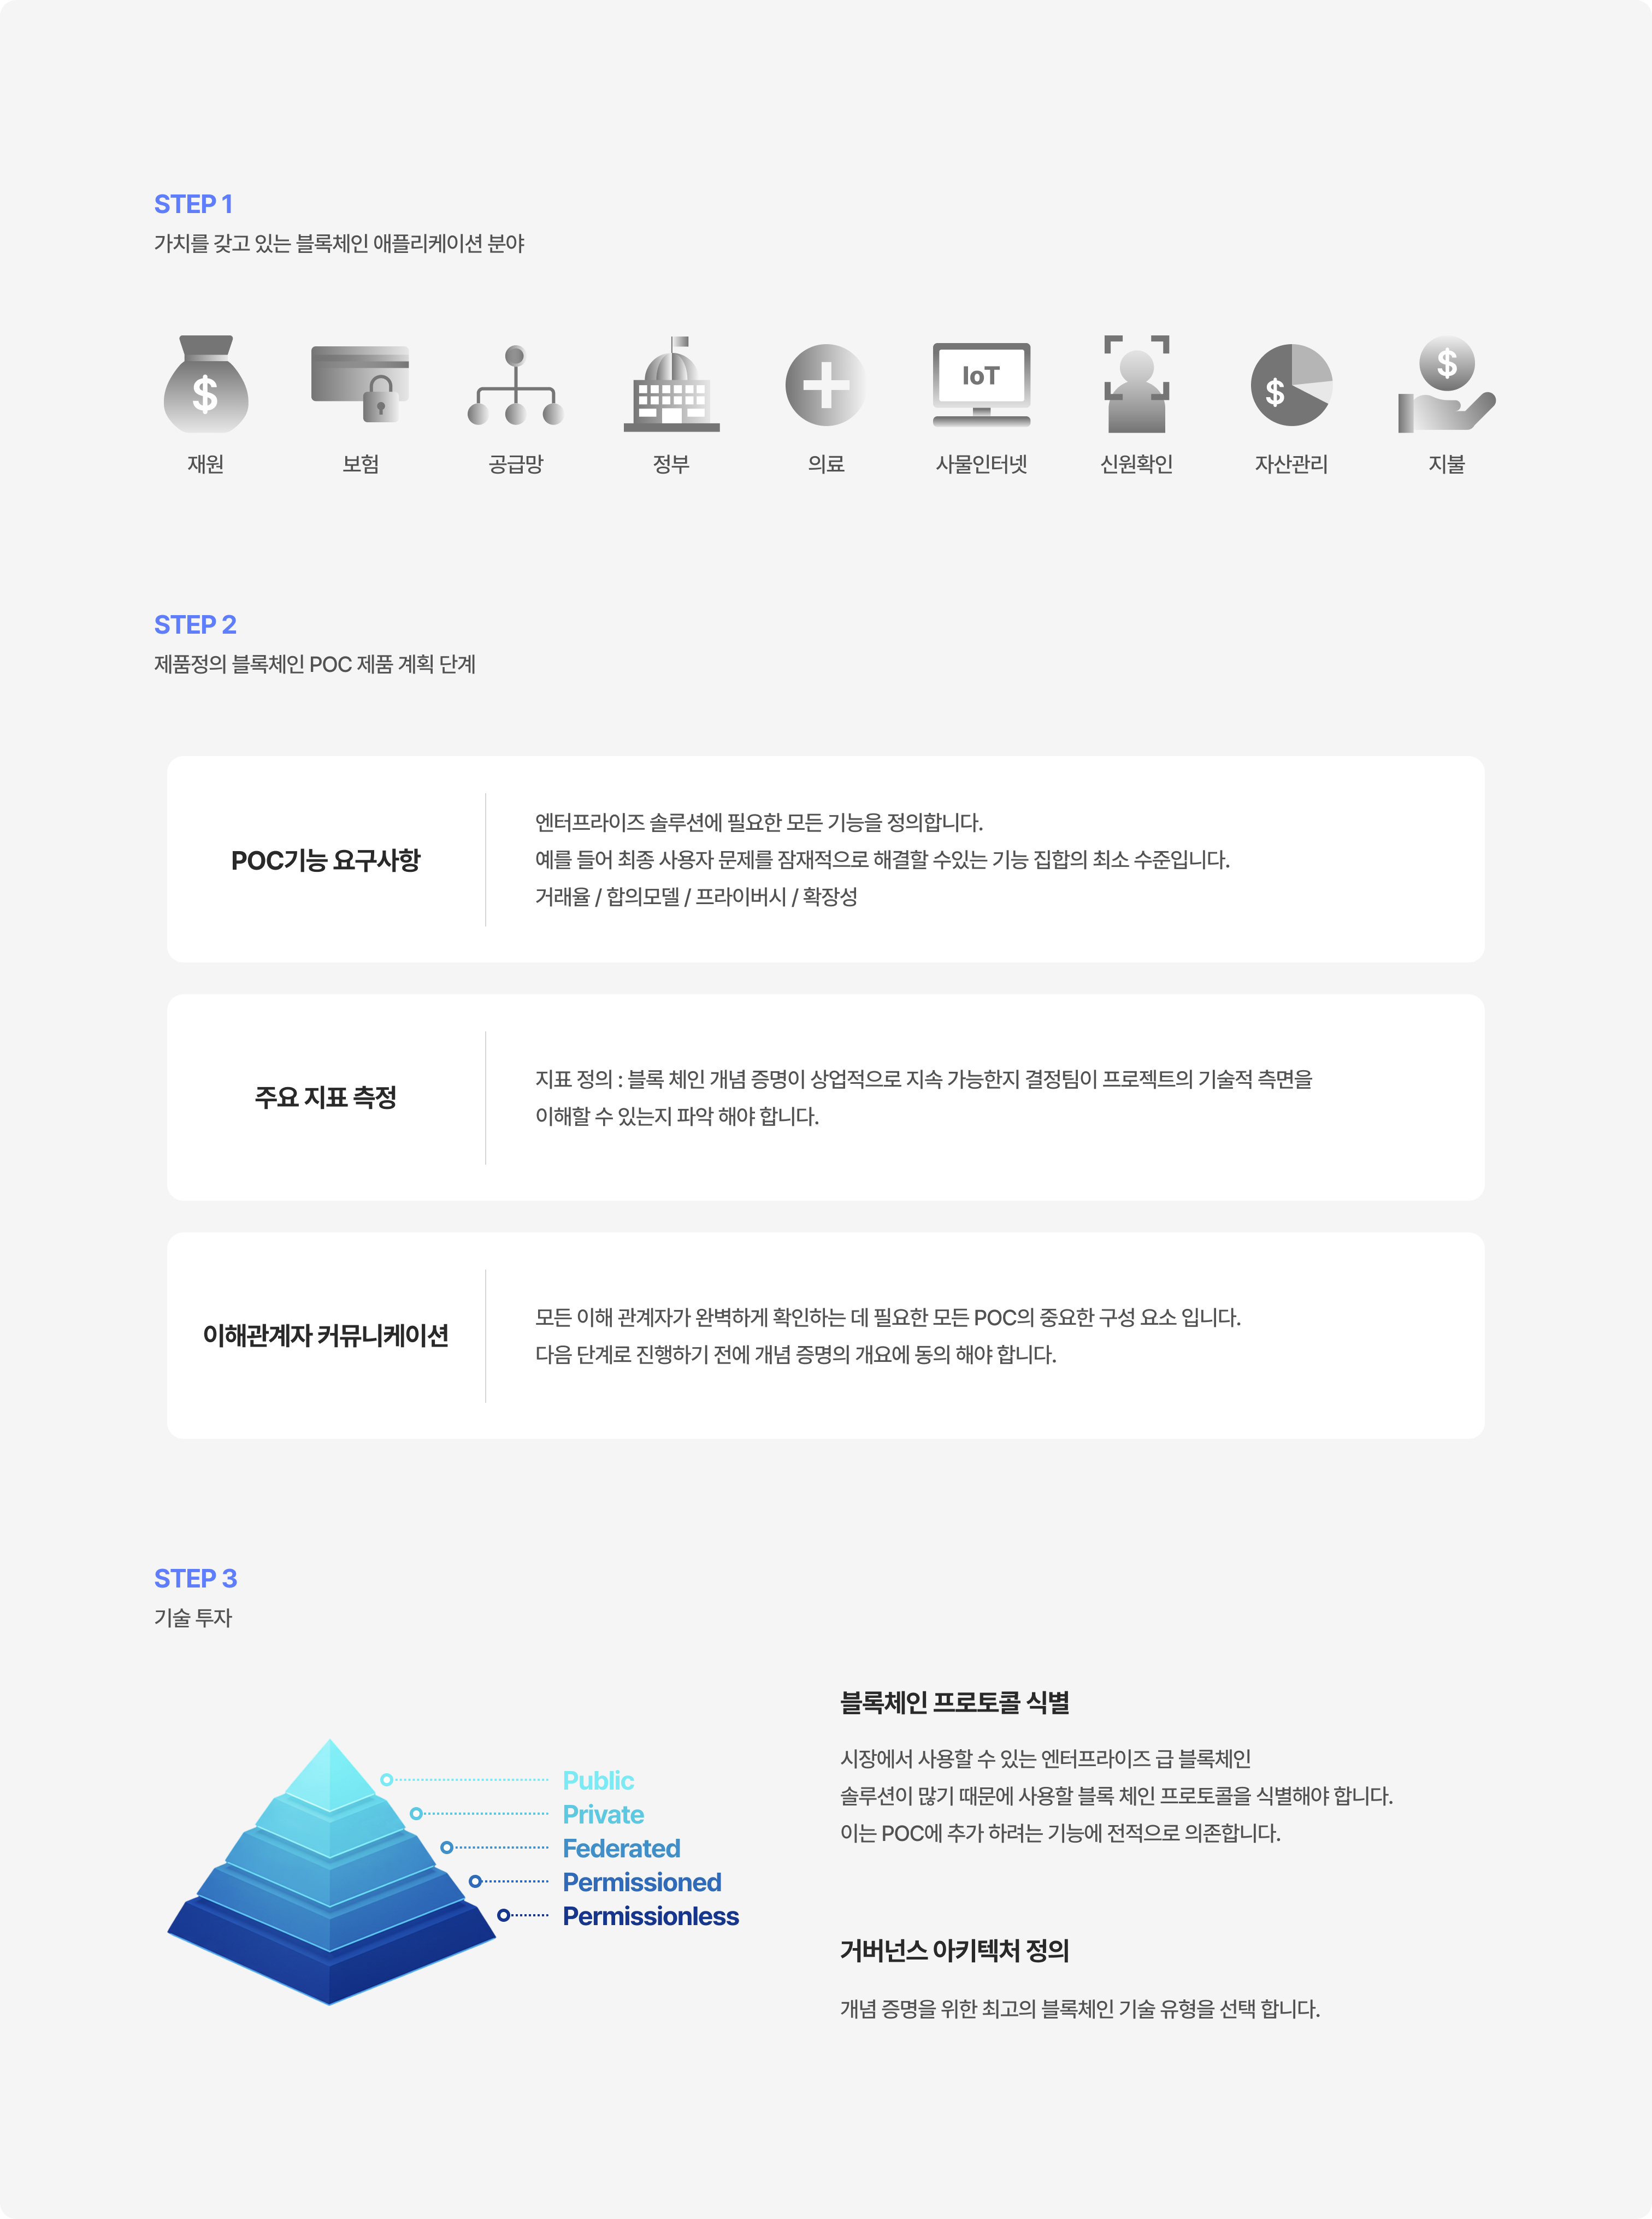 STEP 1
가치를 갖고 있는 블록체인 애플리케이션 분야
$
IoT
$
$
재원
보험
공급망
정부
의료
사물인터넷
신원확인
자산관리
지불
STEP 2
제품정의 블록체인 POC 제품 계획 단계
POC기능 요구사항
엔터프라이즈 솔루션에 필요한 모든 기능을 정의합니다.
예를 들어 최종 사용자 문제를 잠재적으로 해결할 수있는 기능 집합의 최소 수준입니다.
거래율 / 합의모델 / 프라이버시 / 확장성
주요 지표 측정
지표 정의 : 블록 체인 개념 증명이 상업적으로 지속 가능한지 결정팀이 프로젝트의 기술적 측면을
이해할 수 있는지 파악 해야 합니다.
이해관계자 커뮤니케이션
모든 이해 관계자가 완벽하게 확인하는 데 필요한 모든 POC의 중요한 구성 요소 입니다.
다음 단계로 진행하기 전에 개념 증명의 개요에 동의 해야 합니다.
STEP 3
기술 투자
Public
Private
Federated
Permissioned
Permissionless
블록체인 프로토콜 식별
시장에서 사용할 수 있는 엔터프라이즈 급 블록체인
솔루션이 많기 때문에 사용할 블록 체인 프로토콜을 식별해야 합니다.
이는 POC에 추가 하려는 기능에 전적으로 의존합니다.
거버넌스 아키텍처 정의
개념 증명을 위한 최고의 블록체인 기술 유형을 선택 합니다.